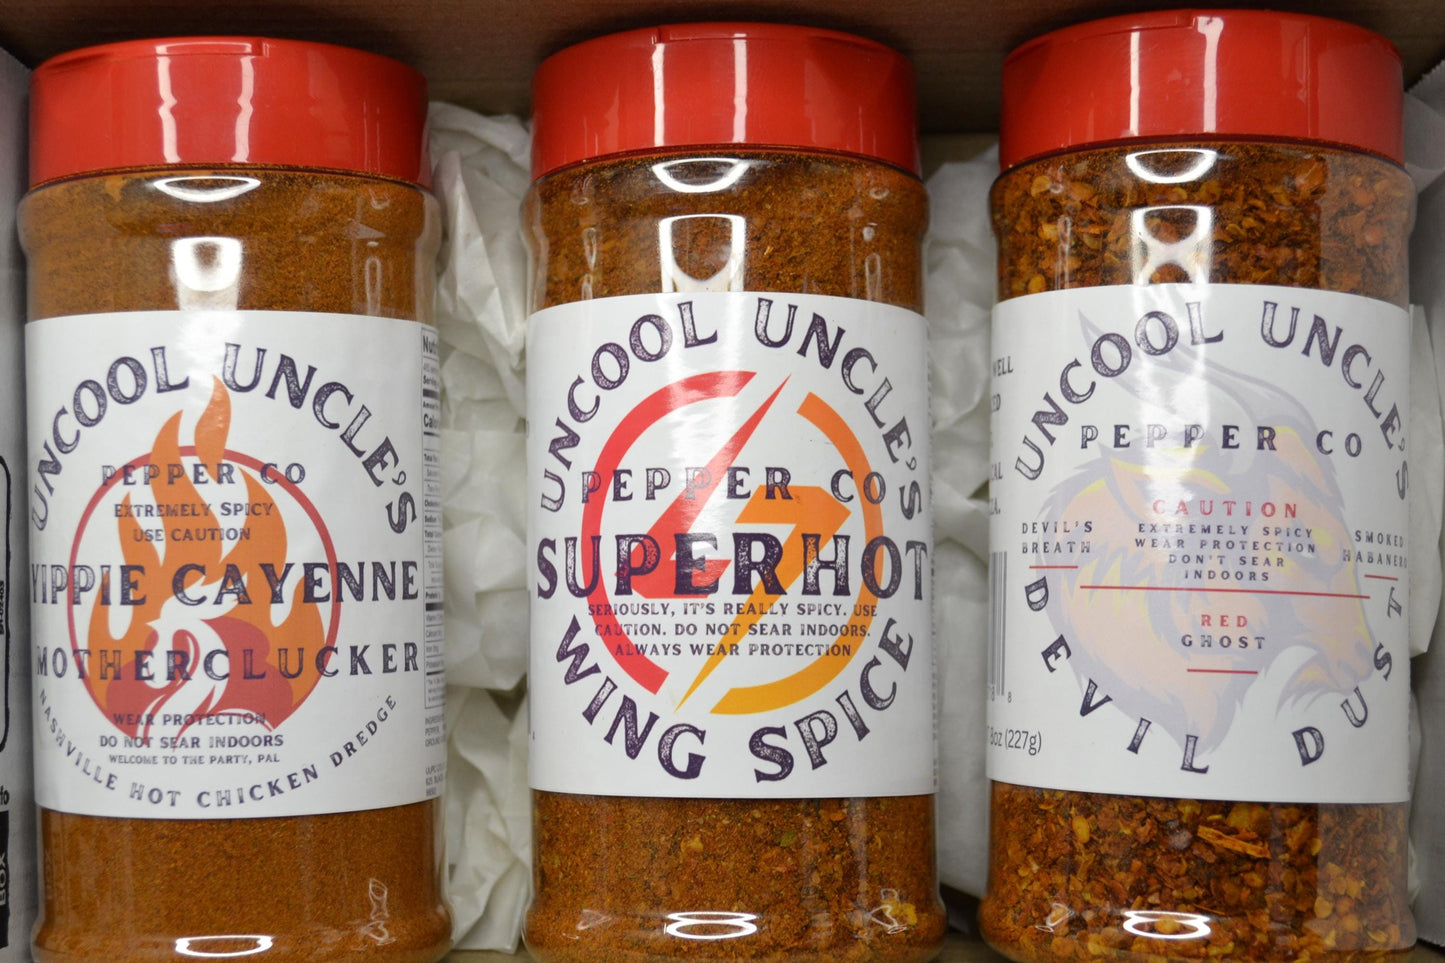 UNCOOL UNCLE'S
PEPPER CO
EXTREMELY SPICY
USE CAUTION
YIPPIE CAYENNE
MOTHERCLUCKER
WEAR PROTECTION
DO NOT SEAR INDOORS
WELCOME TO THE PARTY, PAL
NASHVILLE HOT CHICKEN DREDGE
UNCOOL UNCLE'S
PEPPER CO
SUPERHOT
SERIOUSLY, IT'S REALLY SPICY. USE
CAUTION. DO NOT SEAR INDOORS.
ALWAYS WEAR PROTECTION
WING SPICE
UNCOOL UNCLE'S
PEPPER CO
CAUTION
EXTREMELY SPICY
WEAR PROTECTION
DON'T SEAR
INDOORS
DEVIL'S
BREATH
SMOKED
HABANERO
RED
GHOST
DEVIL DUST
8oz (227g)